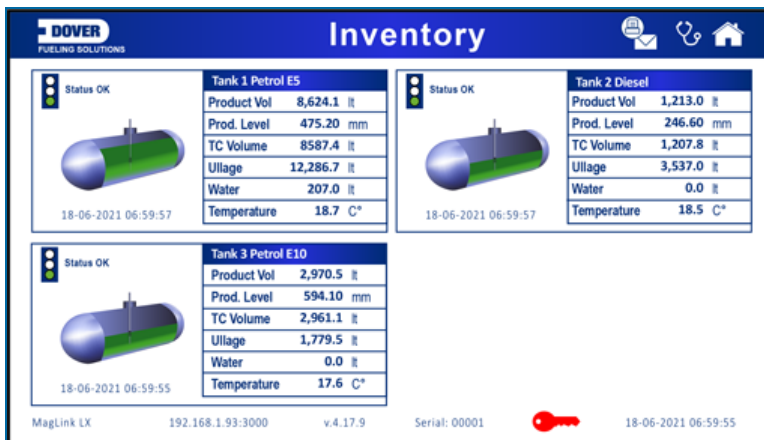 DOVER
FUELING SOLUTIONS
Inventory
Status OK
Tank 1 Petrol E5
Product Vol 8,624.1 lt
Prod. Level 475.20 mm
TC Volume 8587.4 lt
Ullage 12,286.7 lt
Water 207.0 lt
Temperature 18.7 C°
18-06-2021 06:59:57
Status OK
Tank 2 Diesel
Product Vol 1,213.0 lt
Prod. Level 246.60 mm
TC Volume 1,207.8 lt
Ullage 3,537.0 lt
Water 0.0 lt
Temperature 18.5 C°
18-06-2021 06:59:57
Status OK
Tank 3 Petrol E10
Product Vol 2,970.5 lt
Prod. Level 594.10 mm
TC Volume 2,961.1 lt
Ullage 1,779.5 lt
Water 0.0 lt
Temperature 17.6 C°
18-06-2021 06:59:55
MagLink LX 192.168.1.93:3000 v.4.17.9 Serial: 00001 18-06-2021 06:59:55